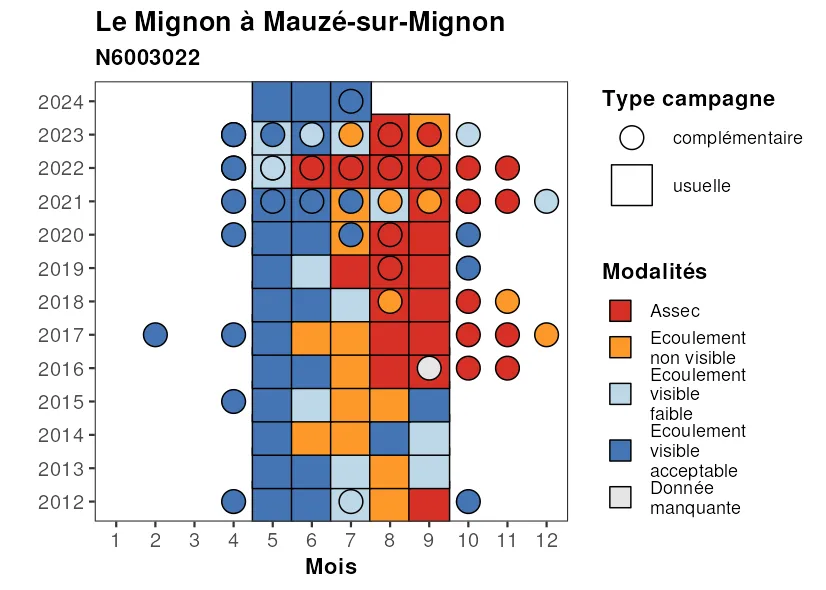 Le Mignon à Mauzé-sur-Mignon
N6003022
2024
2023
2022
2021
2020
2019
2018
2017
2016
2015
2014
2013
2012
1 2 3 4 5 6 7 8 9 10 11 12
Mois
Type campagne
complémentaire
usuelle
Modalités
Assec
Ecoulement
non visible
Ecoulement
visible
faible
Ecoulement
visible
acceptable
Donnée
manquante